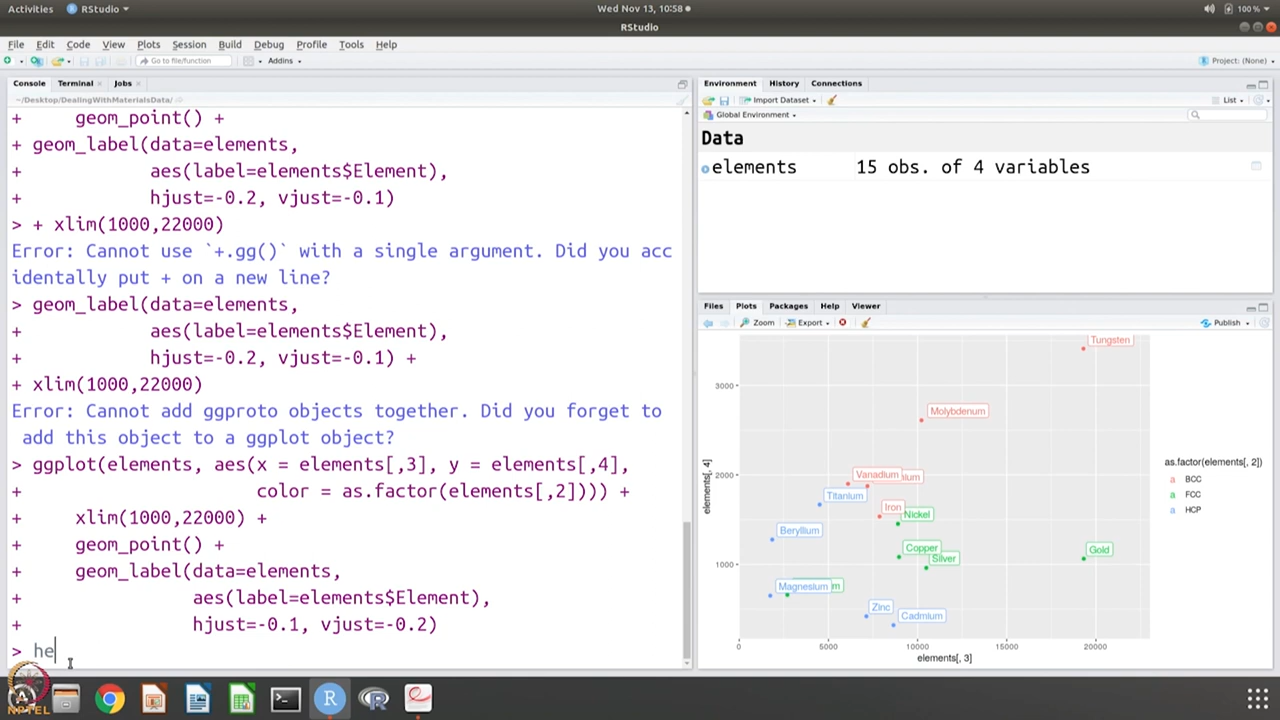 Activities RStudio Wed Nov 13, 10:58 100 %
RStudio
File Edit Code View Plots Session Build Debug Profile Tools Help
Go to file/function Addins Project: (None)
Console Terminal Jobs
~/Desktop/DealingWithMaterialsData/
+ geom_point() +
+ geom_label(data=elements,
+ aes(label=elements$Element),
+ hjust=-0.2, vjust=-0.1)
> + xlim(1000,22000)
Error: Cannot use `+.gg()` with a single argument. Did you acc
identally put + on a new line?
> geom_label(data=elements,
+ aes(label=elements$Element),
+ hjust=-0.2, vjust=-0.1) +
+ xlim(1000,22000)
Error: Cannot add ggproto objects together. Did you forget to
add this object to a ggplot object?
> ggplot(elements, aes(x = elements[,3], y = elements[,4],
+ color = as.factor(elements[,2]))) +
+ xlim(1000,22000) +
+ geom_point() +
+ geom_label(data=elements,
+ aes(label=elements$Element),
+ hjust=-0.1, vjust=-0.2)
> he
Environment History Connections
Import Dataset List
Global Environment
Data
elements 15 obs. of 4 variables
Files Plots Packages Help Viewer
Zoom Export Publish
Tungsten
3000
Molybdenum
2000
Vanadium
Titanium
Iron
Nickel
Beryllium
Copper
Silver
Gold
1000
Magnesium
Zinc
Cadmium
0 5000 10000 15000 20000
elements[, 3]
elements[, 4]
as.factor(elements[, 2])
a BCC
a FCC
a HCP
NPTEL